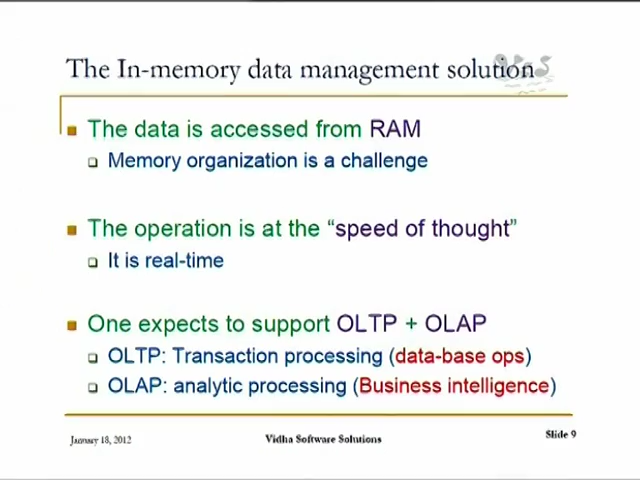 The In-memory data management solution
The data is accessed from RAM
Memory organization is a challenge
The operation is at the “speed of thought”
It is real-time
One expects to support OLTP + OLAP
OLTP: Transaction processing (data-base ops)
OLAP: analytic processing (Business intelligence)
January 18, 2012
Vidha Software Solutions
Slide 9